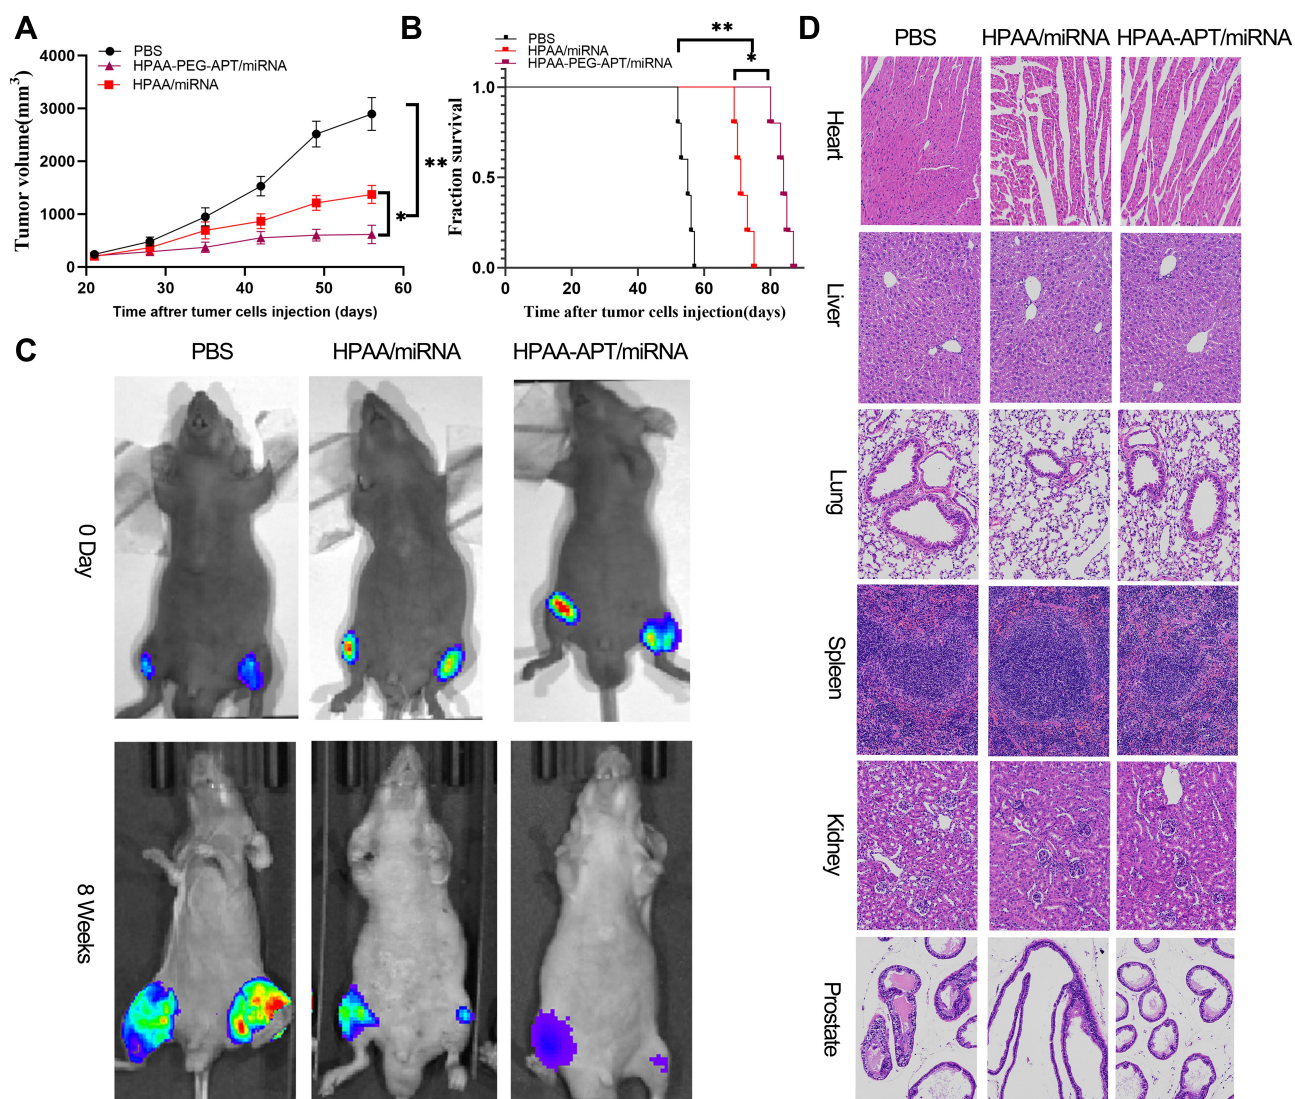 A
PBS
HPAA-PEG-APT/miRNA
HPAA/miRNA
Tumor volume(mm3)
4000
3000
2000
1000
0
20
30
40
50
60
Time aftrer tumer cells injection (days)
**
*
B
PBS
HPAA/miRNA
HPAA-PEG-APT/miRNA
**
*
Fraction survival
1.0
0.5
0.0
0
20
40
60
80
Time after tumor cells injection(days)
C
PBS
HPAA/miRNA
HPAA-APT/miRNA
0 Day
8 Weeks
D
PBS
HPAA/miRNA
HPAA-APT/miRNA
Heart
Liver
Lung
Spleen
Kidney
Prostate